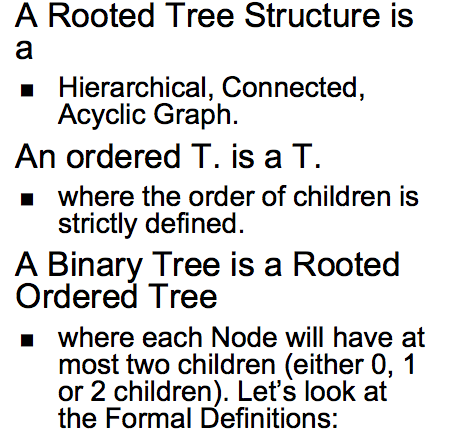 A Rooted Tree Structure is
a
▪ Hierarchical, Connected,
Acyclic Graph.
An ordered T. is a T.
▪ where the order of children is
strictly defined.
A Binary Tree is a Rooted
Ordered Tree
▪ where each Node will have at
most two children (either 0, 1
or 2 children). Let’s look at
the Formal Definitions: